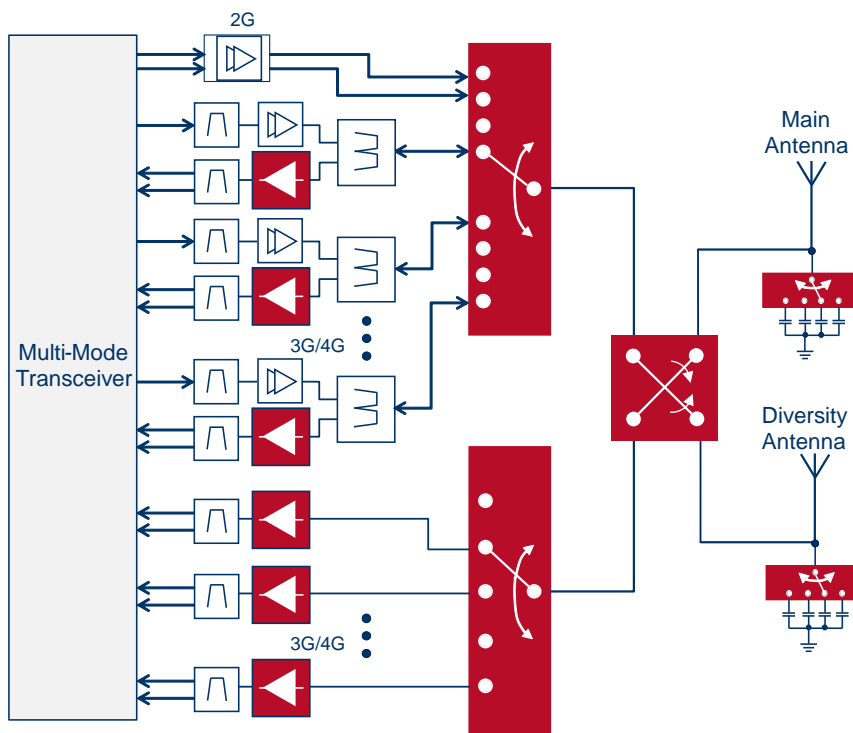 2G
Main
Antenna
3G/4G
Multi-Mode
Transceiver
Diversity
Antenna
3G/4G